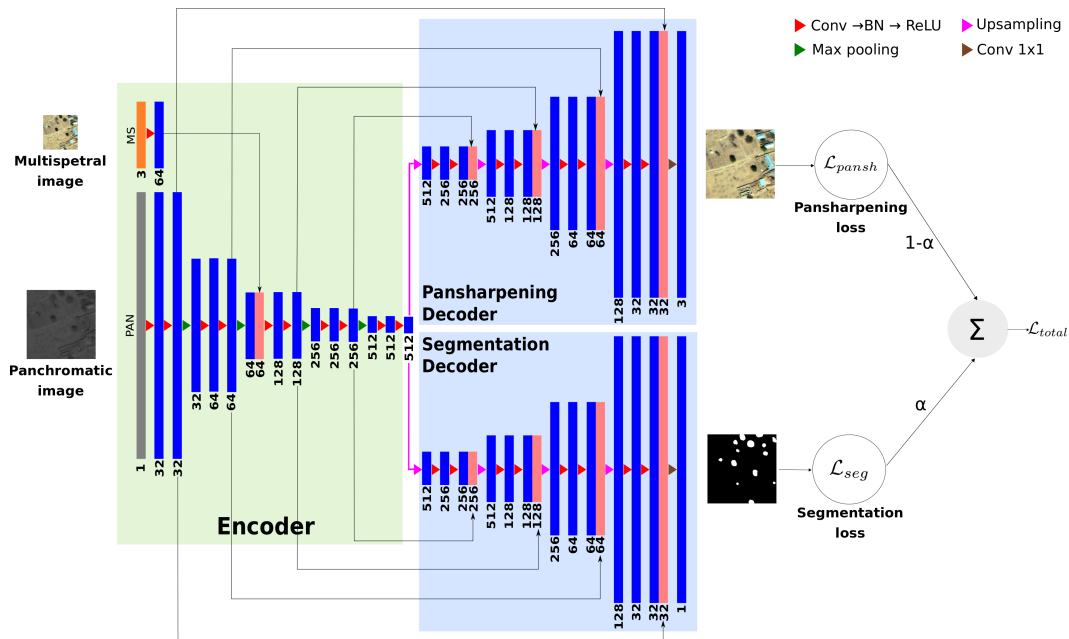 Conv →BN → ReLU
Upsampling
Max pooling
Conv 1x1
Multispetral
image
MS
3
64
Panchromatic
image
PAN
1
32
32
32
64
64
64
64
128
128
256
256
256
512
512
512
Encoder
512
256
256
256
512
128
128
128
256
64
64
64
128
32
32
32
3
Pansharpening
Decoder
Segmentation
Decoder
512
256
256
256
512
128
128
128
256
64
64
64
128
32
32
32
1
ℒpansh
Pansharpening
loss
1-α
Σ
ℒtotal
α
ℒseg
Segmentation
loss